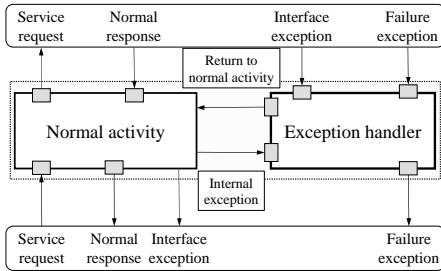 Service request
Normal response
Interface exception
Failure exception
Return to normal activity
Normal activity
Exception handler
Internal exception
Service request
Normal response
Interface exception
Failure exception